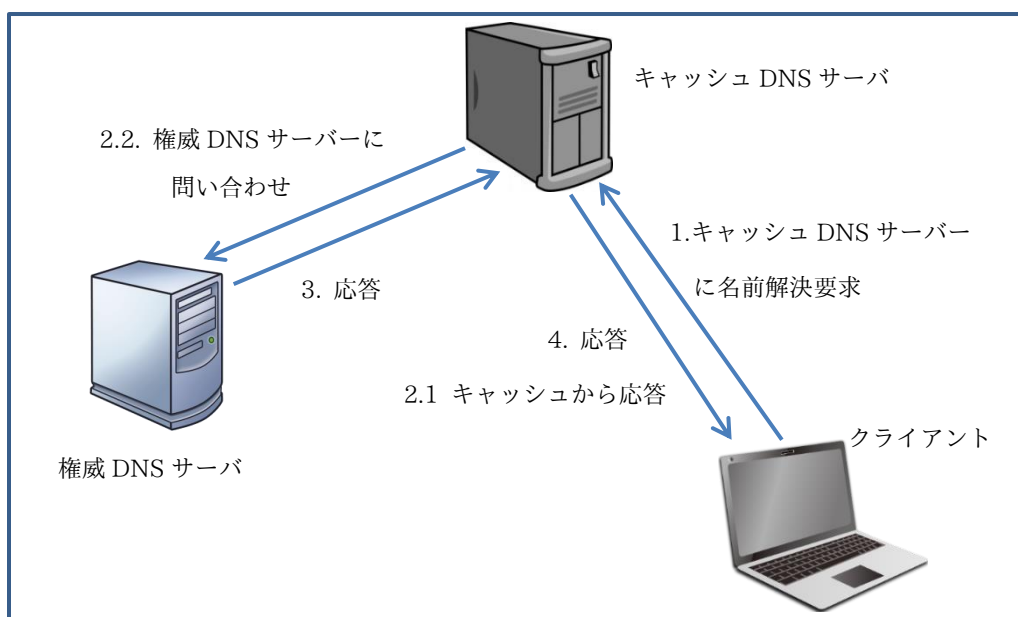 キャッシュ DNS サーバ
2.2. 権威 DNS サーバーに
問い合わせ
1.キャッシュ DNS サーバー
に名前解決要求
3. 応答
4. 応答
2.1 キャッシュから応答
クライアント
権威 DNS サーバ